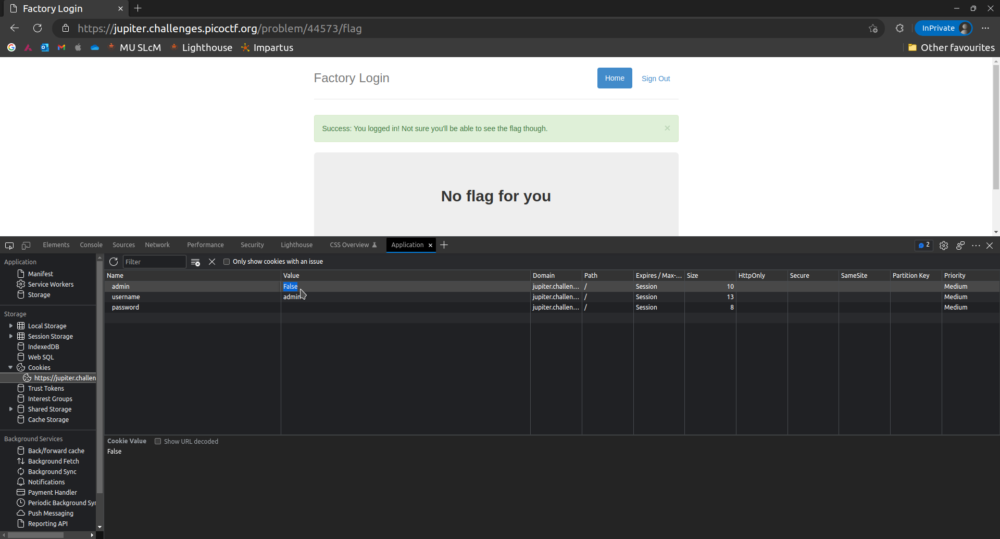 Factory Login
https://jupiter.challenges.picoctf.org/problem/44573/flag
InPrivate
MU SLcM Lighthouse Impartus Other favourites
Factory Login Home Sign Out
Success: You logged in! Not sure you'll be able to see the flag though. ×
No flag for you
Elements Console Sources Network Performance Security Lighthouse CSS Overview Application 2
Application
Manifest
Service Workers
Storage
Storage
Local Storage
Session Storage
IndexedDB
Web SQL
Cookies
https://jupiter.challen
Trust Tokens
Interest Groups
Shared Storage
Cache Storage
Background Services
Back/forward cache
Background Fetch
Background Sync
Notifications
Payment Handler
Periodic Background Syn
Push Messaging
Reporting API
Filter Only show cookies with an issue
Name Value Domain Path Expires / Max-... Size HttpOnly Secure SameSite Partition Key Priority
admin False jupiter.challen... / Session 10 Medium
username admin jupiter.challen... / Session 13 Medium
password jupiter.challen... / Session 8 Medium
Cookie Value Show URL decoded
False